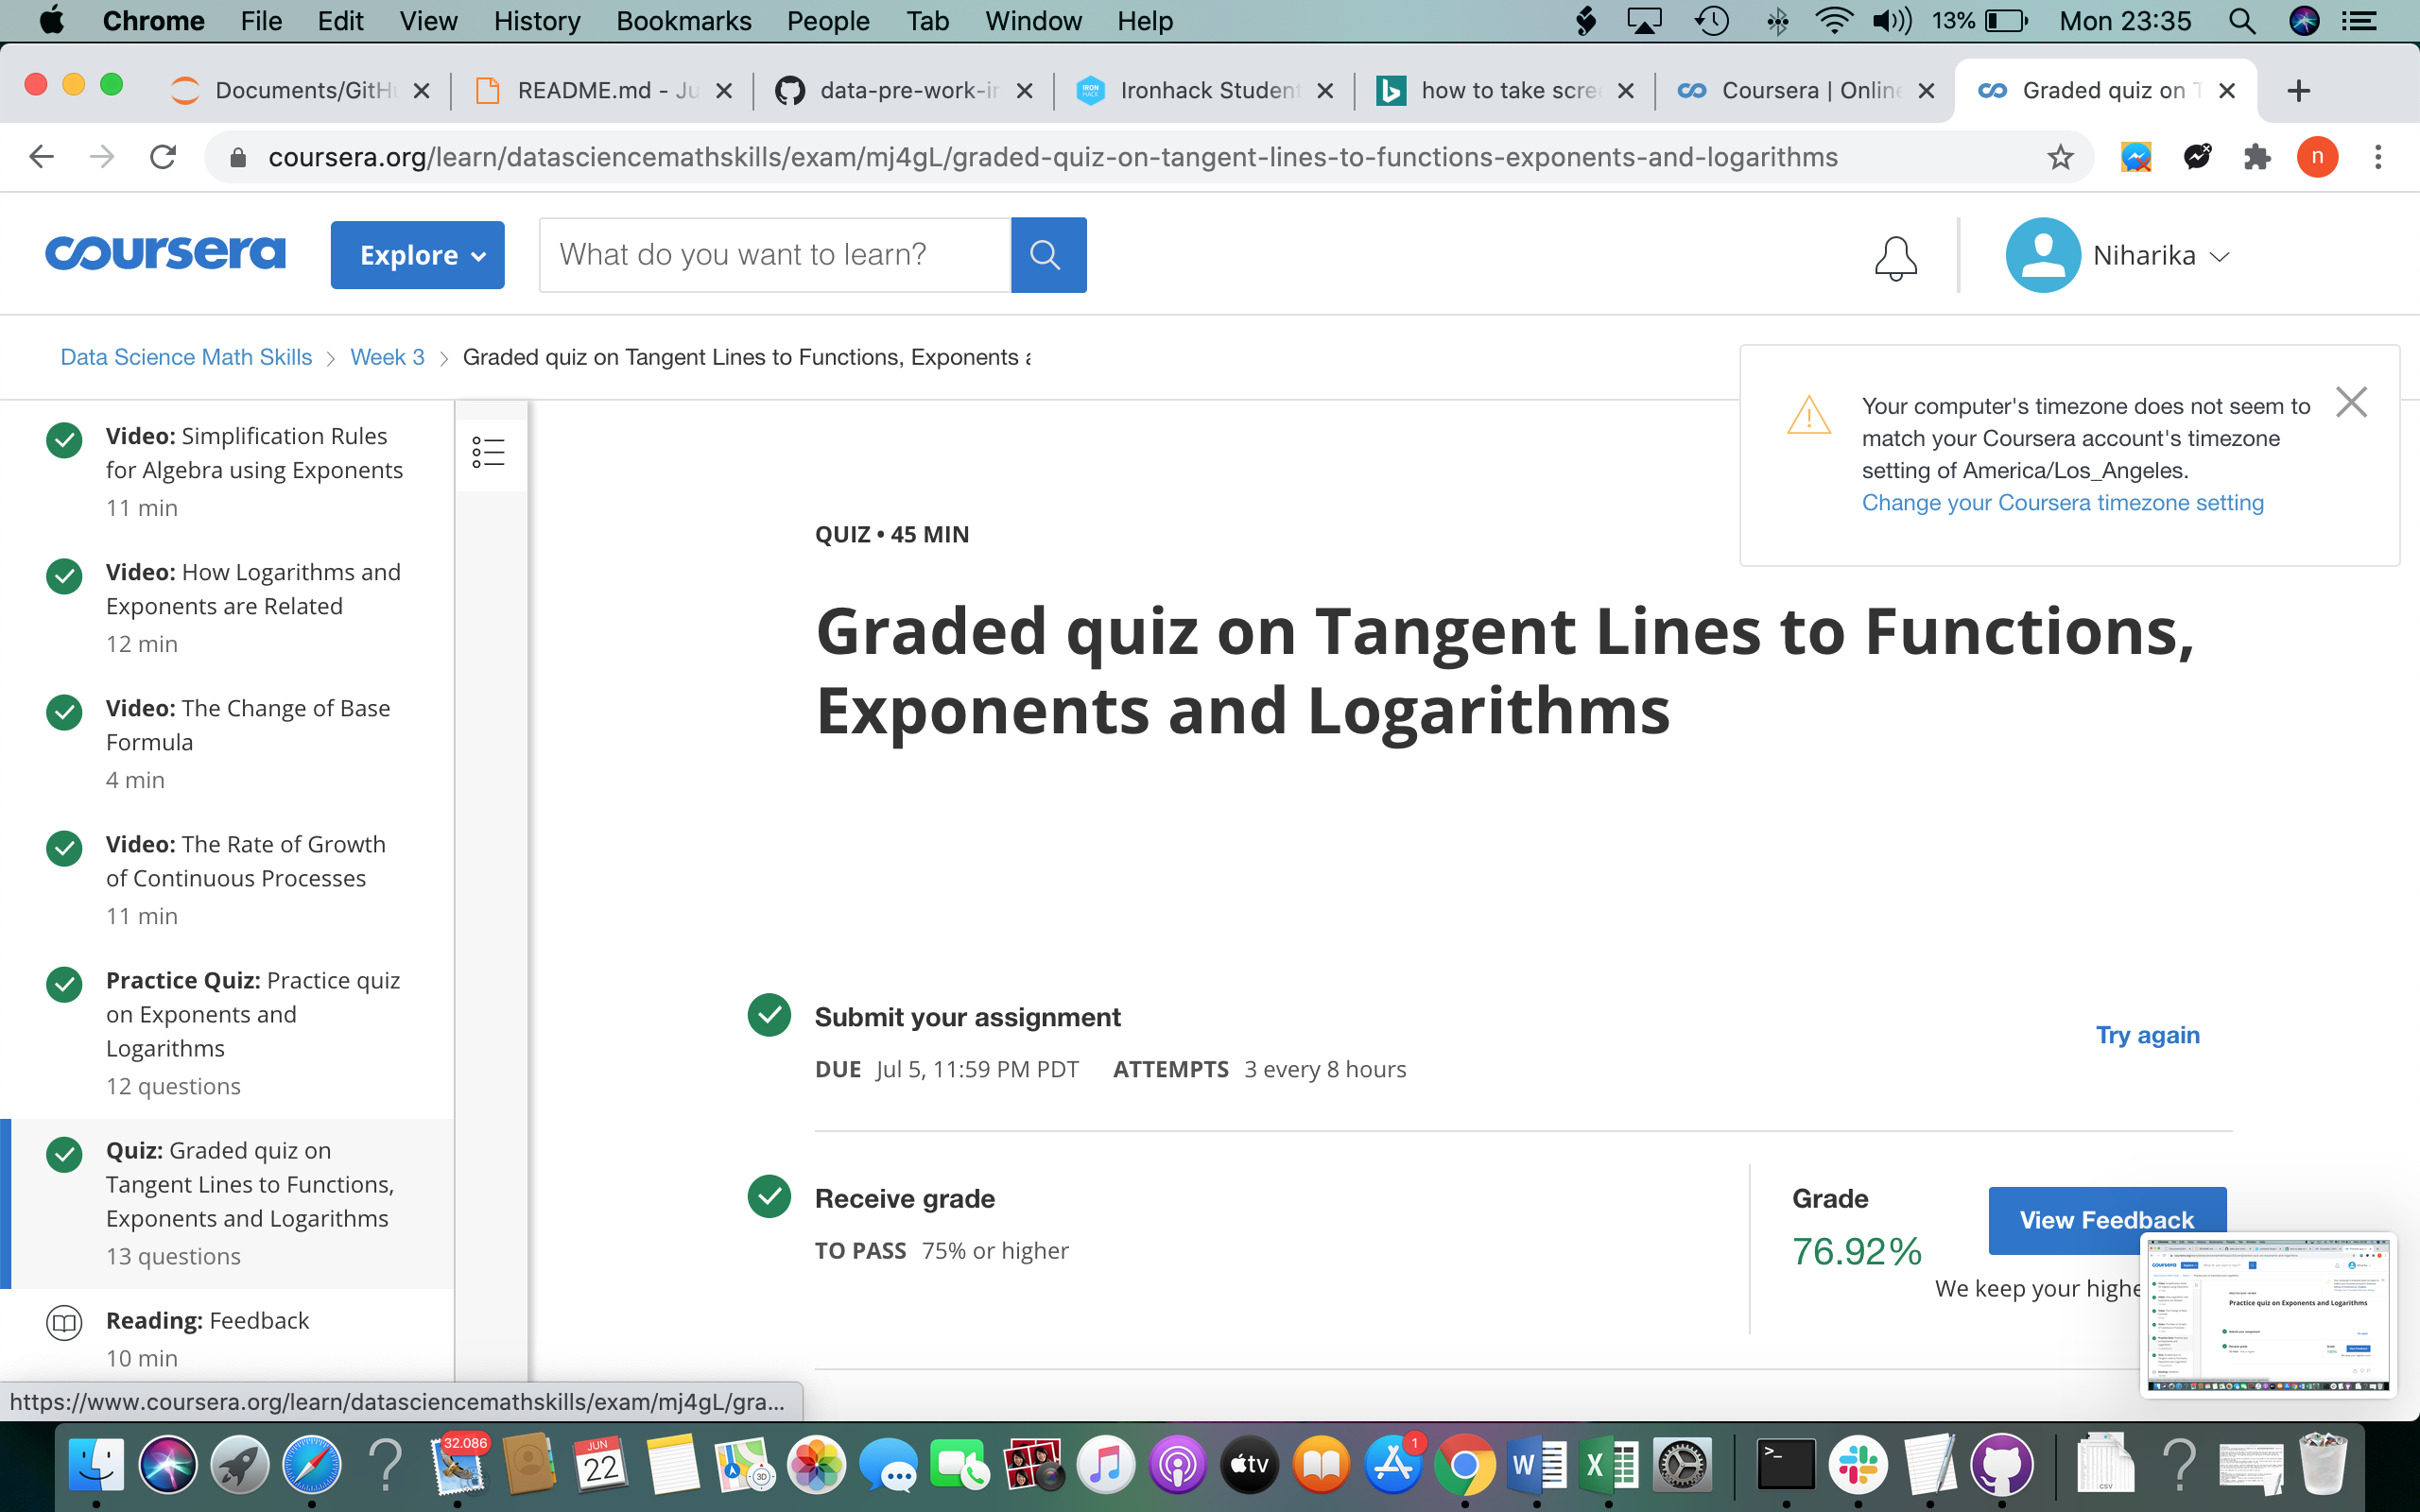 Chrome File Edit View History Bookmarks People Tab Window Help 13% Mon 23:35
Documents/GitH README.md - Ju data-pre-work-ir Ironhack Student how to take scre Coursera | Online Graded quiz on T
coursera.org/learn/datasciencemathskills/exam/mj4gL/graded-quiz-on-tangent-lines-to-functions-exponents-and-logarithms n
coursera Explore What do you want to learn? Niharika
Data Science Math Skills > Week 3 > Graded quiz on Tangent Lines to Functions, Exponents a
Your computer's timezone does not seem to
match your Coursera account's timezone
setting of America/Los_Angeles.
Change your Coursera timezone setting
Video: Simplification Rules
for Algebra using Exponents
11 min
Video: How Logarithms and
Exponents are Related
12 min
Video: The Change of Base
Formula
4 min
Video: The Rate of Growth
of Continuous Processes
11 min
Practice Quiz: Practice quiz
on Exponents and
Logarithms
12 questions
Quiz: Graded quiz on
Tangent Lines to Functions,
Exponents and Logarithms
13 questions
Reading: Feedback
10 min
QUIZ • 45 MIN
Graded quiz on Tangent Lines to Functions,
Exponents and Logarithms
Submit your assignment
Try again
DUE Jul 5, 11:59 PM PDT ATTEMPTS 3 every 8 hours
Receive grade
TO PASS 75% or higher
Grade
76.92%
View Feedback
We keep your highe
coursera
Practice quiz on Exponents and Logarithms
https://www.coursera.org/learn/datasciencemathskills/exam/mj4gL/gra...
32.086 JUN 22 3D tv 1 W X >_ CSV